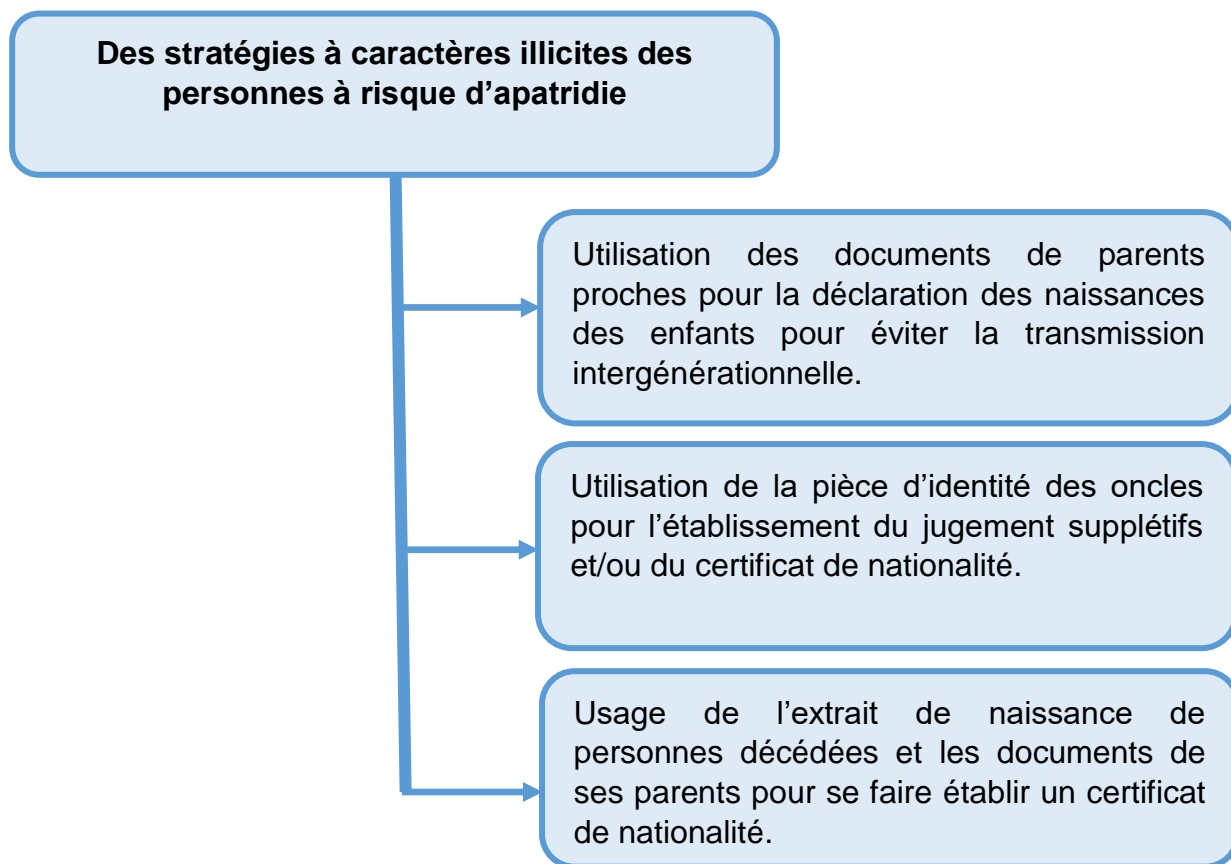 Des stratégies à caractères illicites des
personnes à risque d’apatridie
Utilisation des documents de parents
proches pour la déclaration des naissances
des enfants pour éviter la transmission
intergénérationnelle.
Utilisation de la pièce d’identité des oncles
pour l’établissement du jugement supplétifs
et/ou du certificat de nationalité.
Usage de l’extrait de naissance de
personnes décédées et les documents de
ses parents pour se faire établir un certificat
de nationalité.